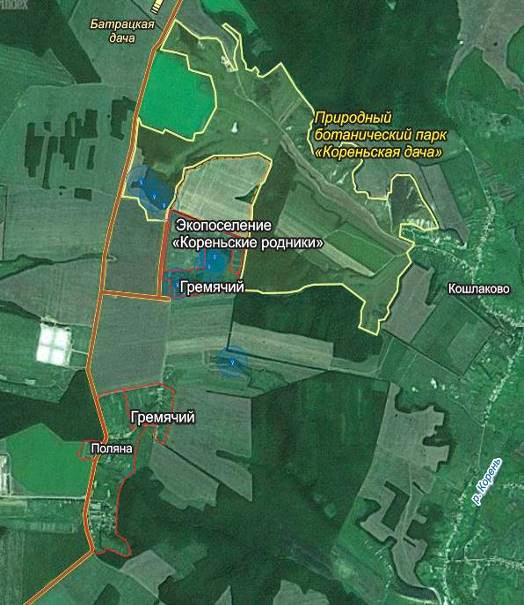 Батрацкая
дача
Природный
ботанический парк
«Кореньская дача»
Экопоселение
«Кореньские родники»
Гремячий
Кошлаково
Гремячий
Поляна
р. Корень